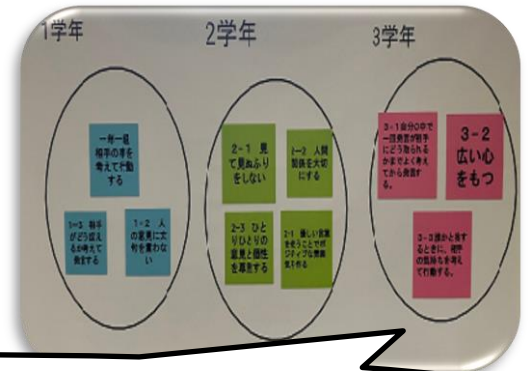 1学年
2学年
3学年
一年一組
相手の事を
考えて行動
する
1-3 相手
がどう捉え
るか考えて
発言する
1-2 人
の意見に文
句を言わな
い
2-1 見
て見ぬふり
をしない
2-2 人間
関係を大切
にする
2-3 ひと
りひとりの
意見と個性
を尊重する
2-1 優しい言葉
を使うことでポ
ジティブな雰囲
気を作る
3-1自分の中で
一回発言が相手
にどう取られる
かまでよく考え
てから発言す
る。
3-2
広い心
をもつ
3-3誰かと話す
るときに、相手
の気持ちを考え
て行動する。